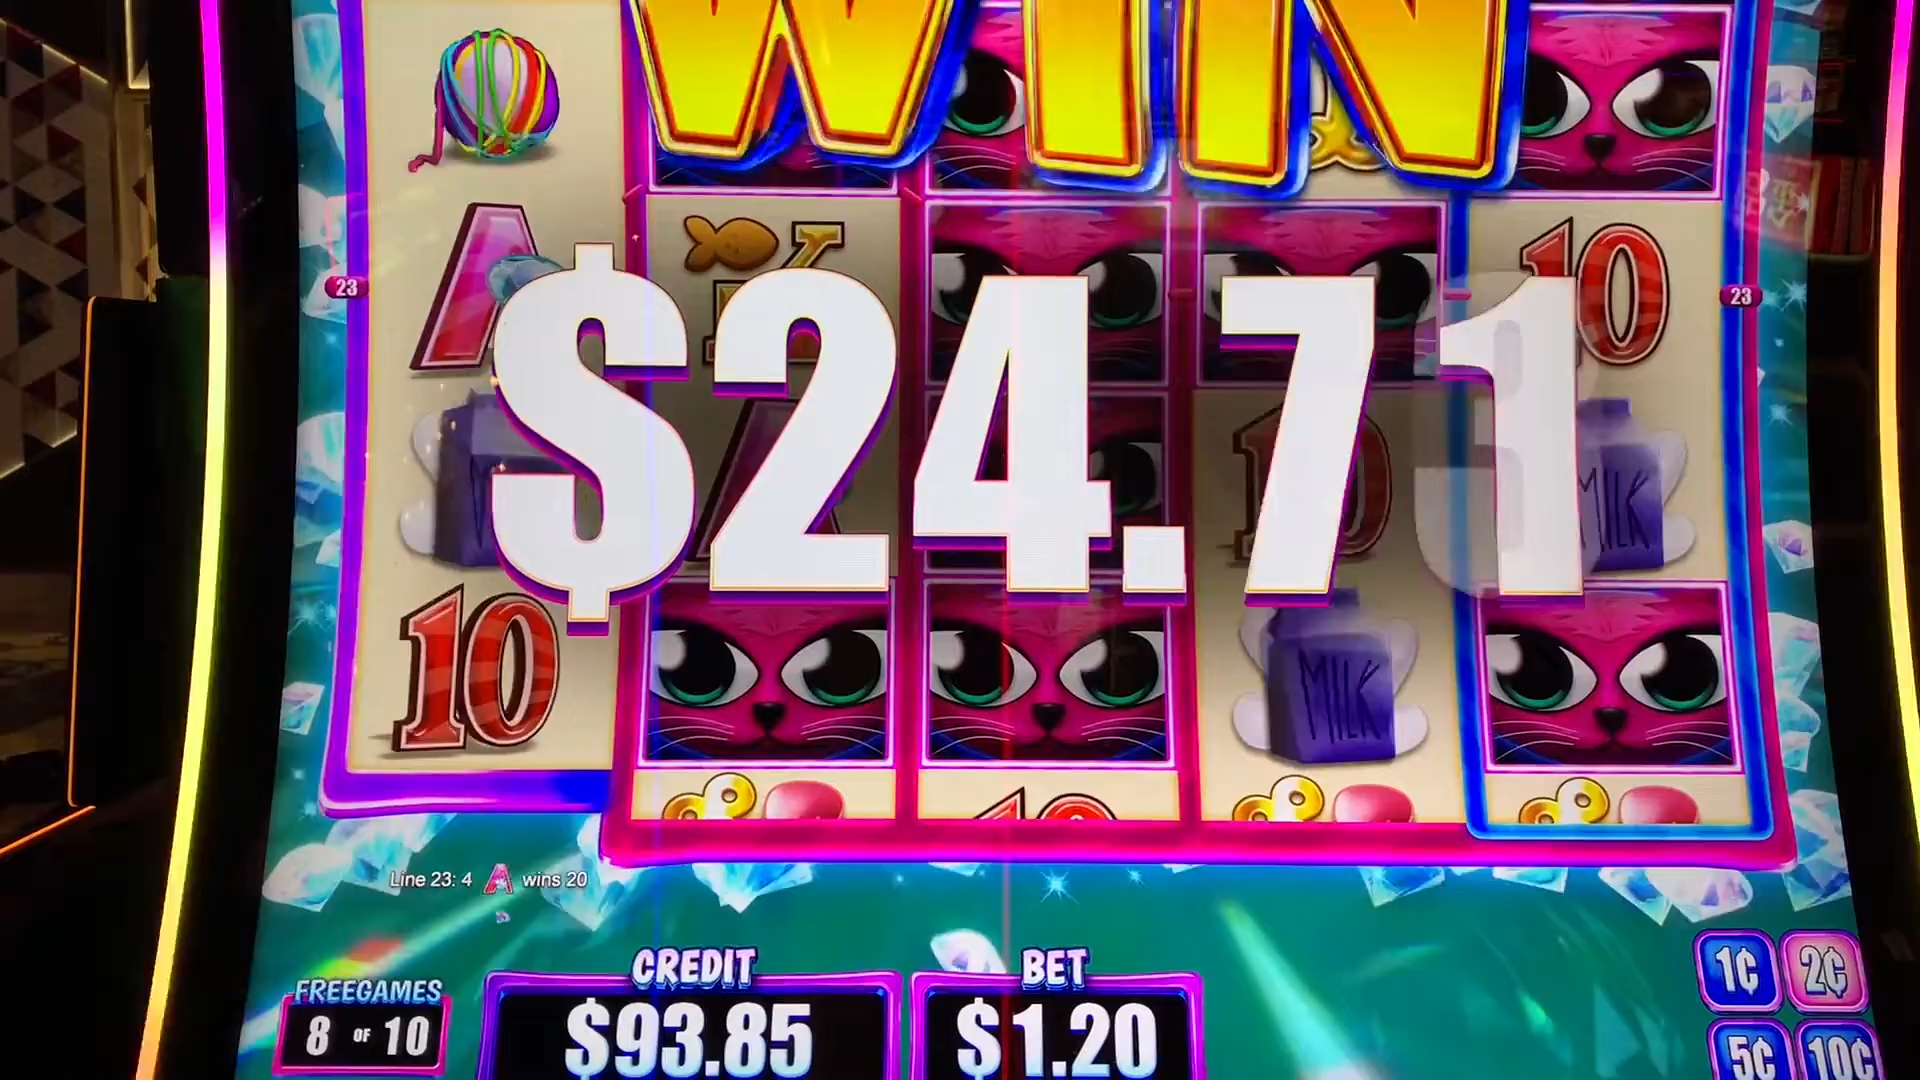 WIN
A
10
23
23
$24.71
10
MILK
10
MILK
Line 23: 4 A wins 20
FREEGAMES
8 OF 10
CREDIT
$93.85
BET
$1.20
1¢ 2¢
5¢ 10¢